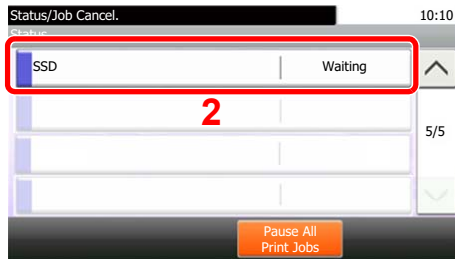 Status/Job Cancel.
10:10
Status
SSD
Waiting
2
5/5
Pause All
Print Jobs